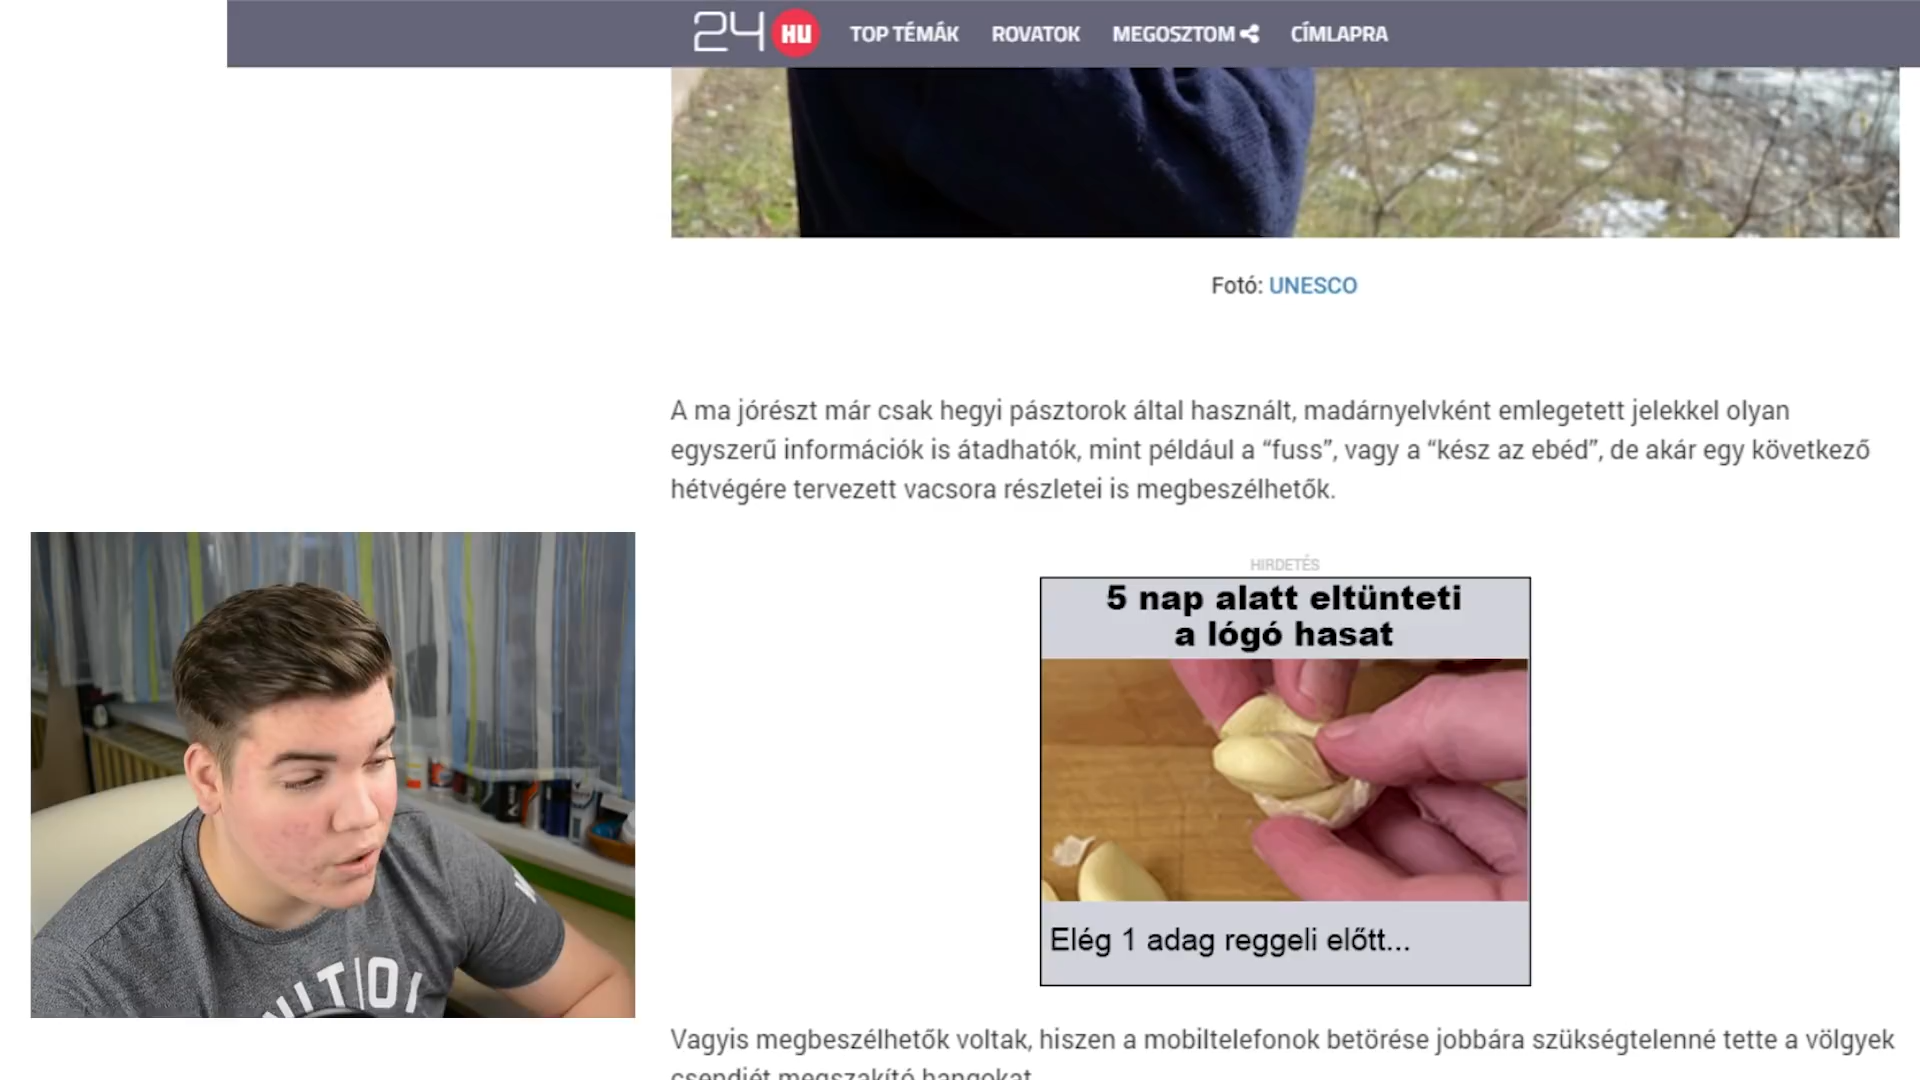 24 HU TOP TÉMÁK ROVATOK MEGOSZTOM CÍMLAPRA
Fotó: UNESCO
A ma jórészt már csak hegyi pásztorok által használt, madárnyelvként emlegetett jelekkel olyan
egyszerű információk is átadhatók, mint például a “fuss”, vagy a “kész az ebéd”, de akár egy következő
hétvégére tervezett vacsora részletei is megbeszélhetők.
HIRDETÉS
5 nap alatt eltünteti
a lógó hasat
Elég 1 adag reggeli előtt...
Vagyis megbeszélhetők voltak, hiszen a mobiltelefonok betörése jobbára szükségtelenné tette a völgyek
csendjét megszakító hangokat